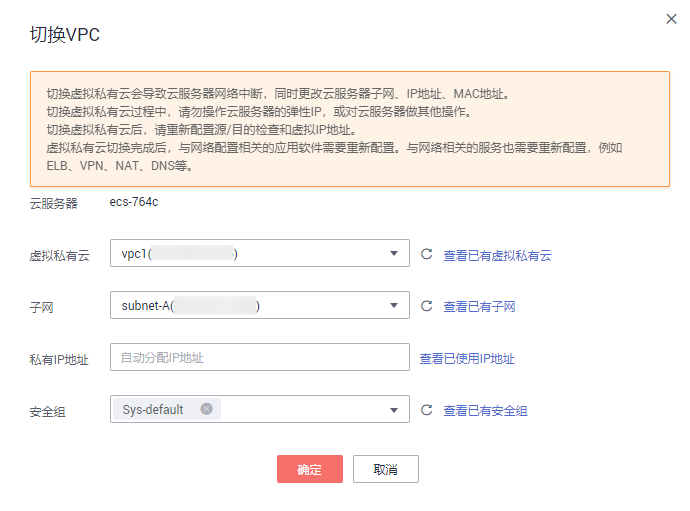 切换VPC
切换虚拟私有云会导致云服务器网络中断，同时更改云服务器子网、IP地址、MAC地址。
切换虚拟私有云过程中，请勿操作云服务器的弹性IP，或对云服务器做其他操作。
切换虚拟私有云后，请重新配置源/目的检查和虚拟IP地址。
虚拟私有云切换完成后，与网络配置相关的应用软件需要重新配置。与网络相关的服务也需要重新配置，例如
ELB、VPN、NAT、DNS等。
云服务器 ecs-764c
虚拟私有云 vpc1( ) 查看已有虚拟私有云
子网 subnet-A( ) 查看已有子网
私有IP地址 自动分配IP地址 查看已使用IP地址
安全组 Sys-default 查看已有安全组
确定 取消